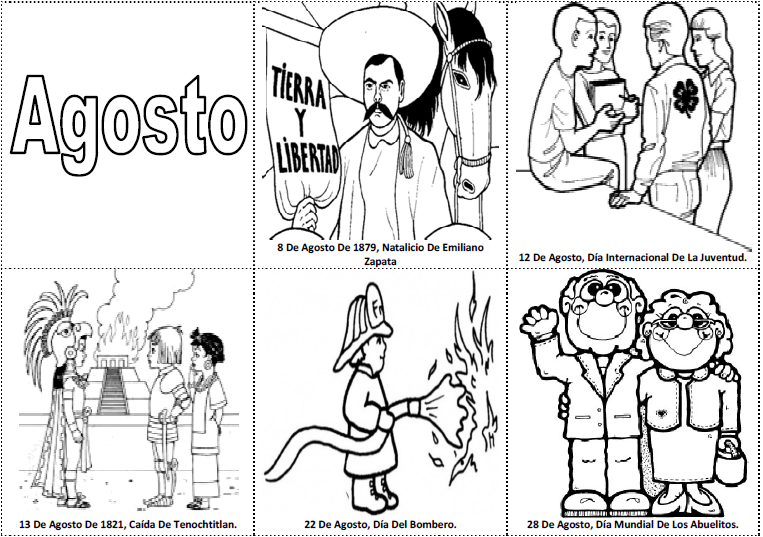 Agosto
TIERRA
Y
LIBERTAD
8 De Agosto De 1879, Natalicio De Emiliano
Zapata
12 De Agosto, Día Internacional De La Juventud.
13 De Agosto De 1821, Caída De Tenochtitlan.
22 De Agosto, Día Del Bombero.
28 De Agosto, Día Mundial De Los Abuelitos.